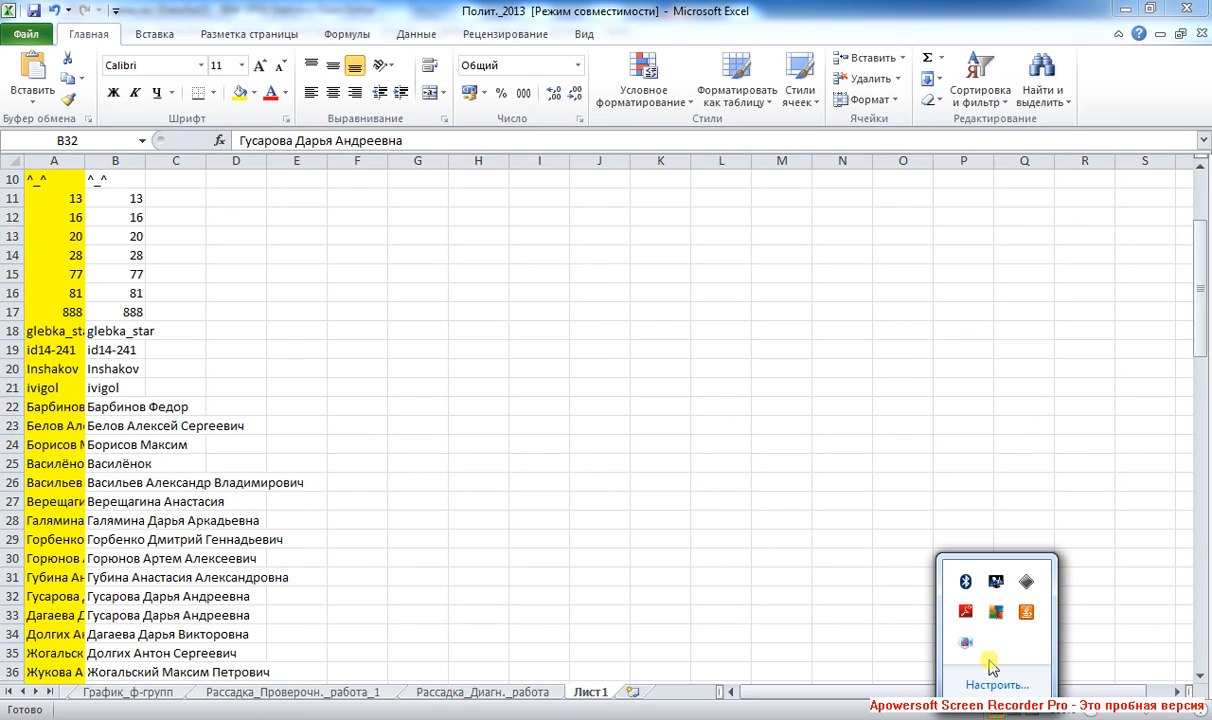 Полит._2013 [Режим совместимости] - Microsoft Excel
Файл Главная Вставка Разметка страницы Формулы Данные Рецензирование Вид
Вставить
Calibri 11
Ж К Ч
Общий
% 000
Условное форматирование
Форматировать как таблицу
Стили ячеек
Вставить
Удалить
Формат
Сортировка и фильтр
Найти и выделить
Буфер обмена Шрифт Выравнивание Число Стили Ячейки Редактирование
B32 fx Гусарова Дарья Андреевна
A B C D E F G H I J K L M N O P Q R S
10 ^_^ ^_^
11 13 13
12 16 16
13 20 20
14 28 28
15 77 77
16 81 81
17 888 888
18 glebka_sta glebka_star
19 id14-241 id14-241
20 Inshakov Inshakov
21 ivigol ivigol
22 Барбинов Барбинов Федор
23 Белов Але Белов Алексей Сергеевич
24 Борисов М Борисов Максим
25 Василёно Василёнок
26 Васильев Васильев Александр Владимирович
27 Верещаги Верещагина Анастасия
28 Галямина Галямина Дарья Аркадьевна
29 Горбенко Горбенко Дмитрий Геннадьевич
30 Горюнов Горюнов Артем Алексеевич
31 Губина Ан Губина Анастасия Александровна
32 Гусарова Гусарова Дарья Андреевна
33 Дагаева Д Гусарова Дарья Андреевна
34 Долгих Ан Дагаева Дарья Викторовна
35 Жогальск Долгих Антон Сергеевич
36 Жукова А Жогальский Максим Петрович
График_ф-групп Рассадка_Проверочн._работа_1 Рассадка_Диагн._работа Лист1
Настроить...
Готово
Apowersoft Screen Recorder Pro - Это пробная версия